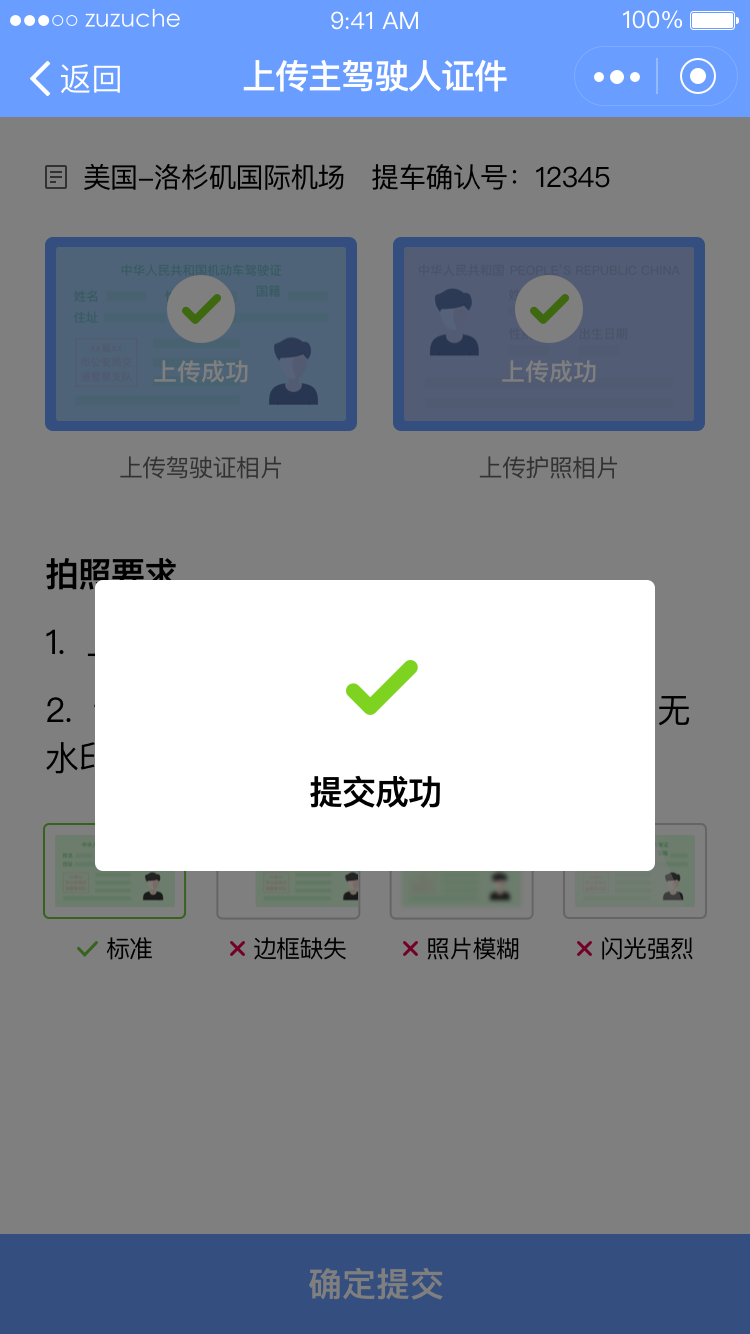 zuzuche 9:41 AM 100%
返回 上传主驾驶人证件
美国-洛杉矶国际机场 提车确认号：12345
中华人民共和国机动车驾驶证
姓名 国籍
住址
上传成功
中华人民共和国 PEOPLE'S REPUBLIC CHINA
出生日期
上传成功
上传驾驶证相片 上传护照相片
拍照要求
1.
2. 无
水印
提交成功
标准 边框缺失 照片模糊 闪光强烈
确定提交